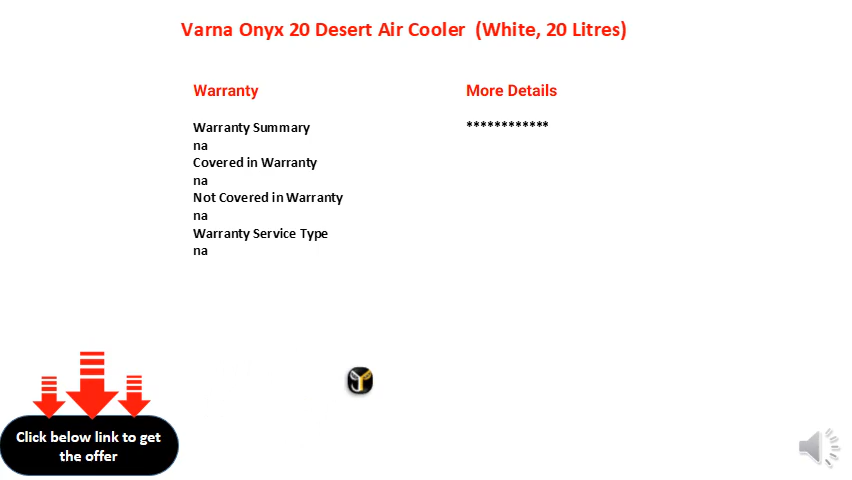 Varna Onyx 20 Desert Air Cooler (White, 20 Litres)
Warranty
Warranty Summary
na
Covered in Warranty
na
Not Covered in Warranty
na
Warranty Service Type
na
More Details
************
Click below link to get
the offer